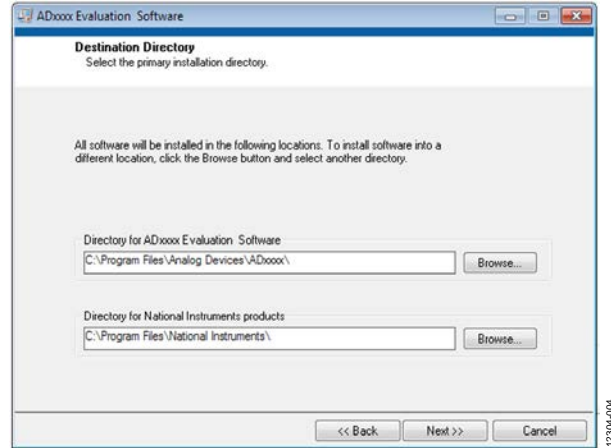 ADxxxx Evaluation Software
Destination Directory
Select the primary installation directory.
All software will be installed in the following locations. To install software into a
different location, click the Browse button and select another directory.
Directory for ADxxxx Evaluation Software
C:\Program Files\Analog Devices\ADxxxx\
Browse...
Directory for National Instruments products
C:\Program Files\National Instruments\
Browse...
<< Back
Next >>
Cancel